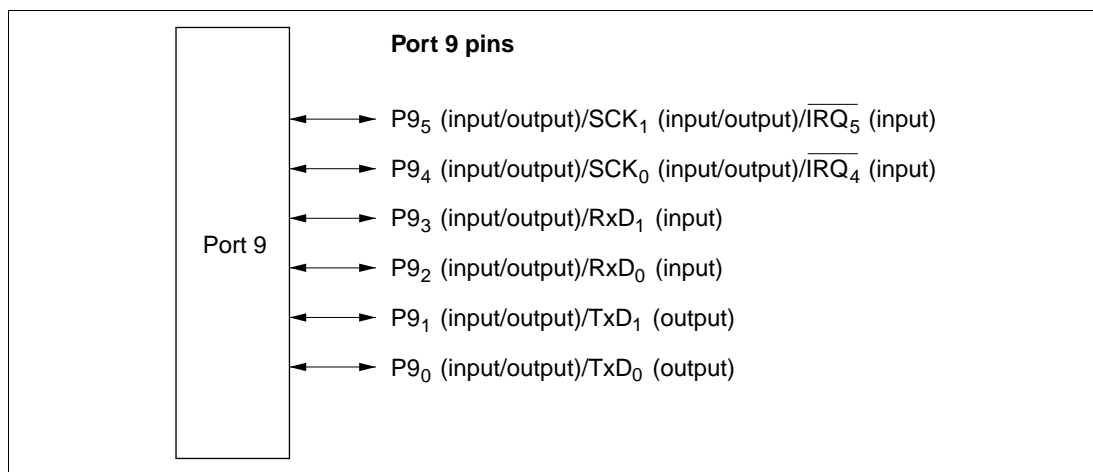 Port 9 pins
P9₅ (input/output)/SCK₁ (input/output)/I̅R̅Q̅₅̅ (input)
P9₄ (input/output)/SCK₀ (input/output)/I̅R̅Q̅₄̅ (input)
P9₃ (input/output)/RxD₁ (input)
Port 9
P9₂ (input/output)/RxD₀ (input)
P9₁ (input/output)/TxD₁ (output)
P9₀ (input/output)/TxD₀ (output)